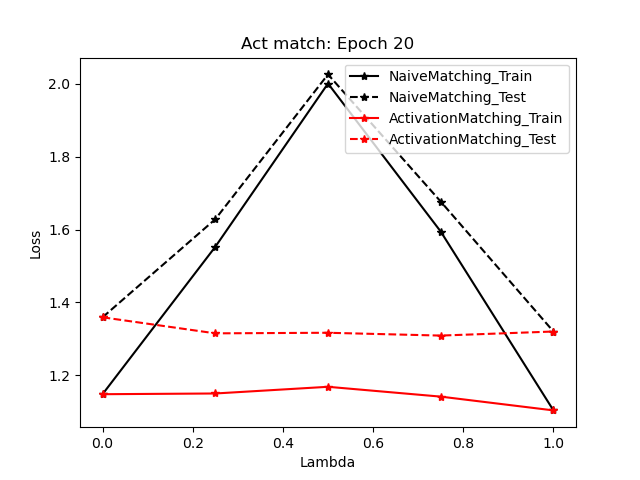 Act match: Epoch 20
NaiveMatching_Train
NaiveMatching_Test
ActivationMatching_Train
ActivationMatching_Test
Loss
2.0
1.8
1.6
1.4
1.2
0.0 0.2 0.4 0.6 0.8 1.0
Lambda